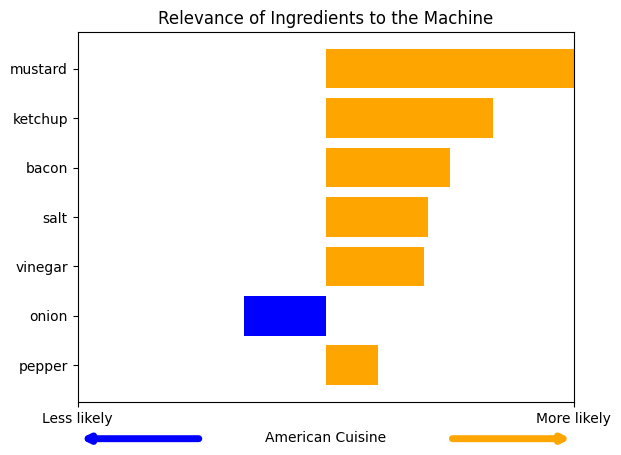 Relevance of Ingredients to the Machine
mustard
ketchup
bacon
salt
vinegar
onion
pepper
Less likely
More likely
American Cuisine